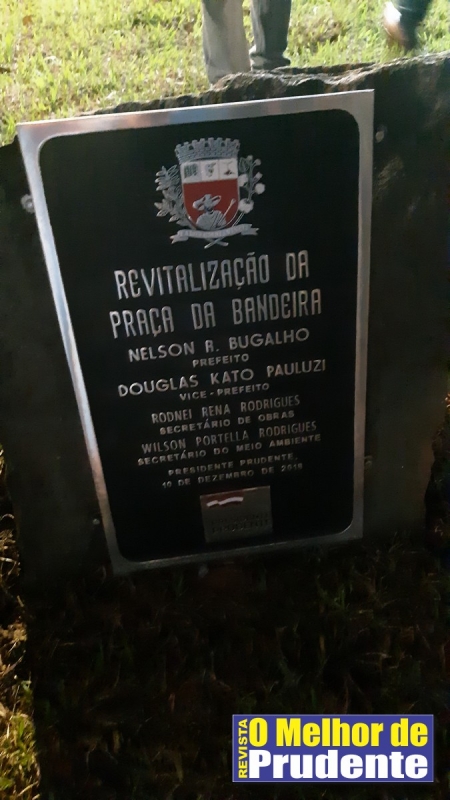 REVITALIZAÇÃO DA
PRAÇA DA BANDEIRA
NELSON R. BUGALHO
PREFEITO
DOUGLAS KATO PAULUZI
VICE-PREFEITO
RODNEI RENA RODRIGUES
SECRETÁRIO DE OBRAS
WILSON PORTELLA RODRIGUES
SECRETÁRIO DO MEIO AMBIENTE
PRESIDENTE PRUDENTE,
10 DE DEZEMBRO DE 2018
REVISTA
O Melhor de
Prudente